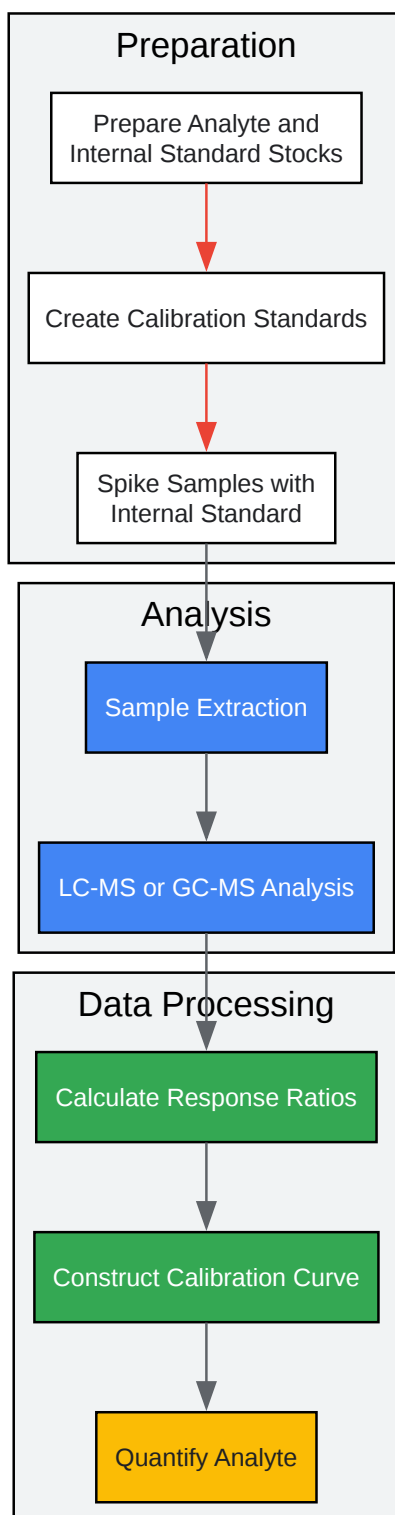 Preparation
Prepare Analyte and
Internal Standard Stocks
Create Calibration Standards
Spike Samples with
Internal Standard
Analysis
Sample Extraction
LC-MS or GC-MS Analysis
Data Processing
Calculate Response Ratios
Construct Calibration Curve
Quantify Analyte